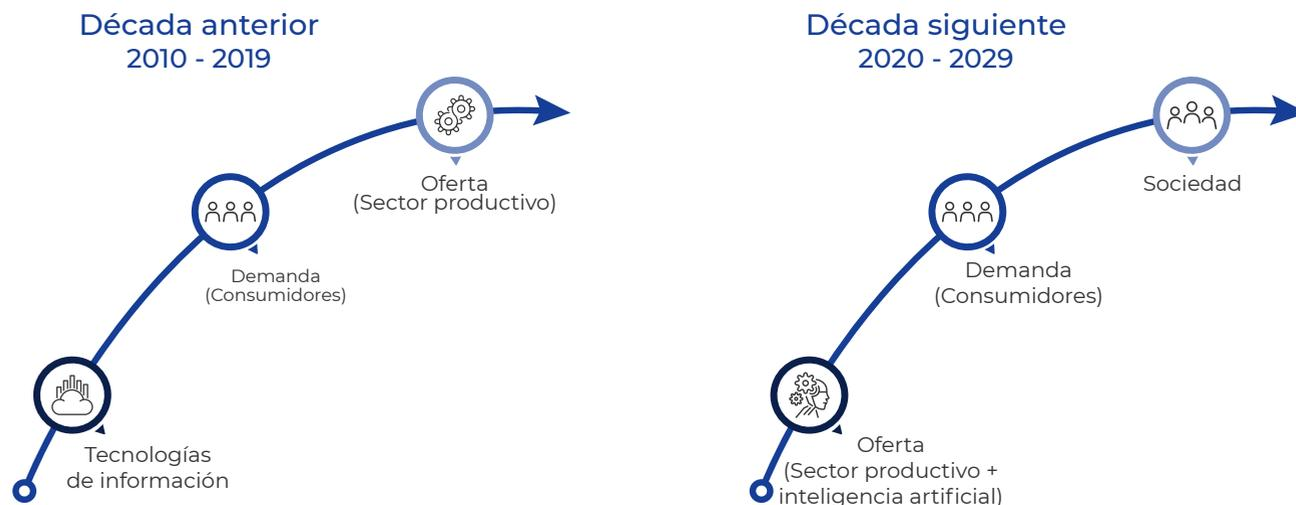 Década anterior
2010 - 2019
Oferta
(Sector productivo)
Demanda
(Consumidores)
Tecnologías
de información
Década siguiente
2020 - 2029
Sociedad
Demanda
(Consumidores)
Oferta
(Sector productivo +
inteligencia artificial)